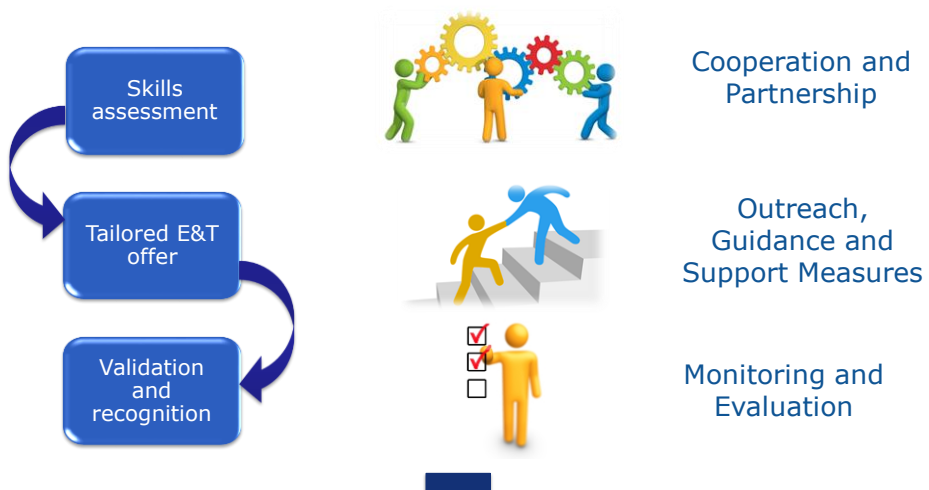 Skills
assessment
Tailored E&T
offer
Validation
and
recognition
Cooperation and
Partnership
Outreach,
Guidance and
Support Measures
Monitoring and
Evaluation